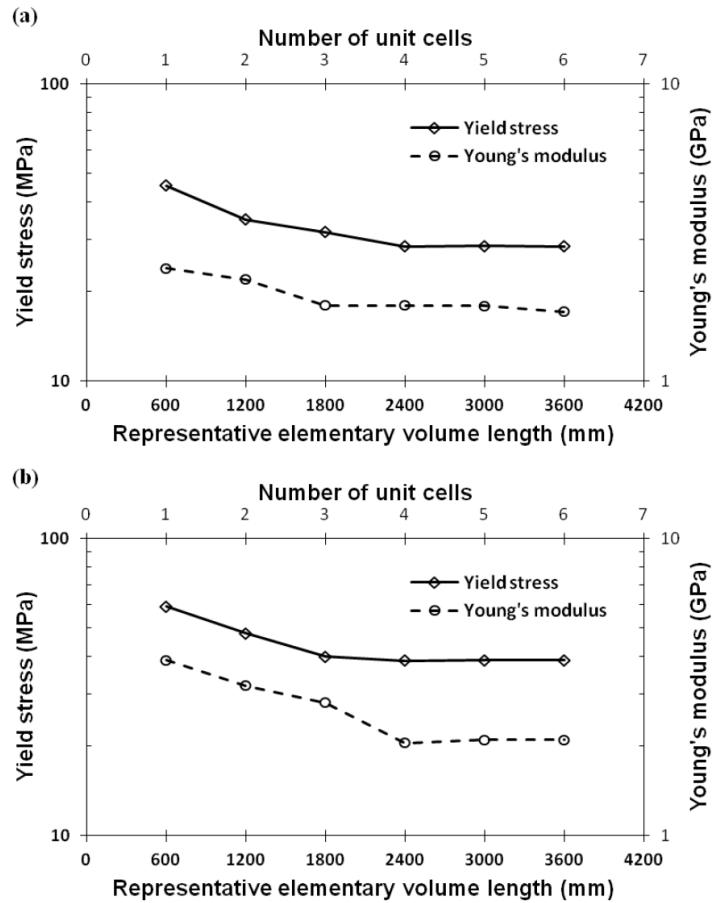 (a)
Number of unit cells
0 1 2 3 4 5 6 7
100 10
Yield stress
Young's modulus
Yield stress (MPa)
Young's modulus (GPa)
10 1
0 600 1200 1800 2400 3000 3600 4200
Representative elementary volume length (mm)
(b)
Number of unit cells
0 1 2 3 4 5 6 7
100 10
Yield stress
Young's modulus
Yield stress (MPa)
Young's modulus (GPa)
10 1
0 600 1200 1800 2400 3000 3600 4200
Representative elementary volume length (mm)